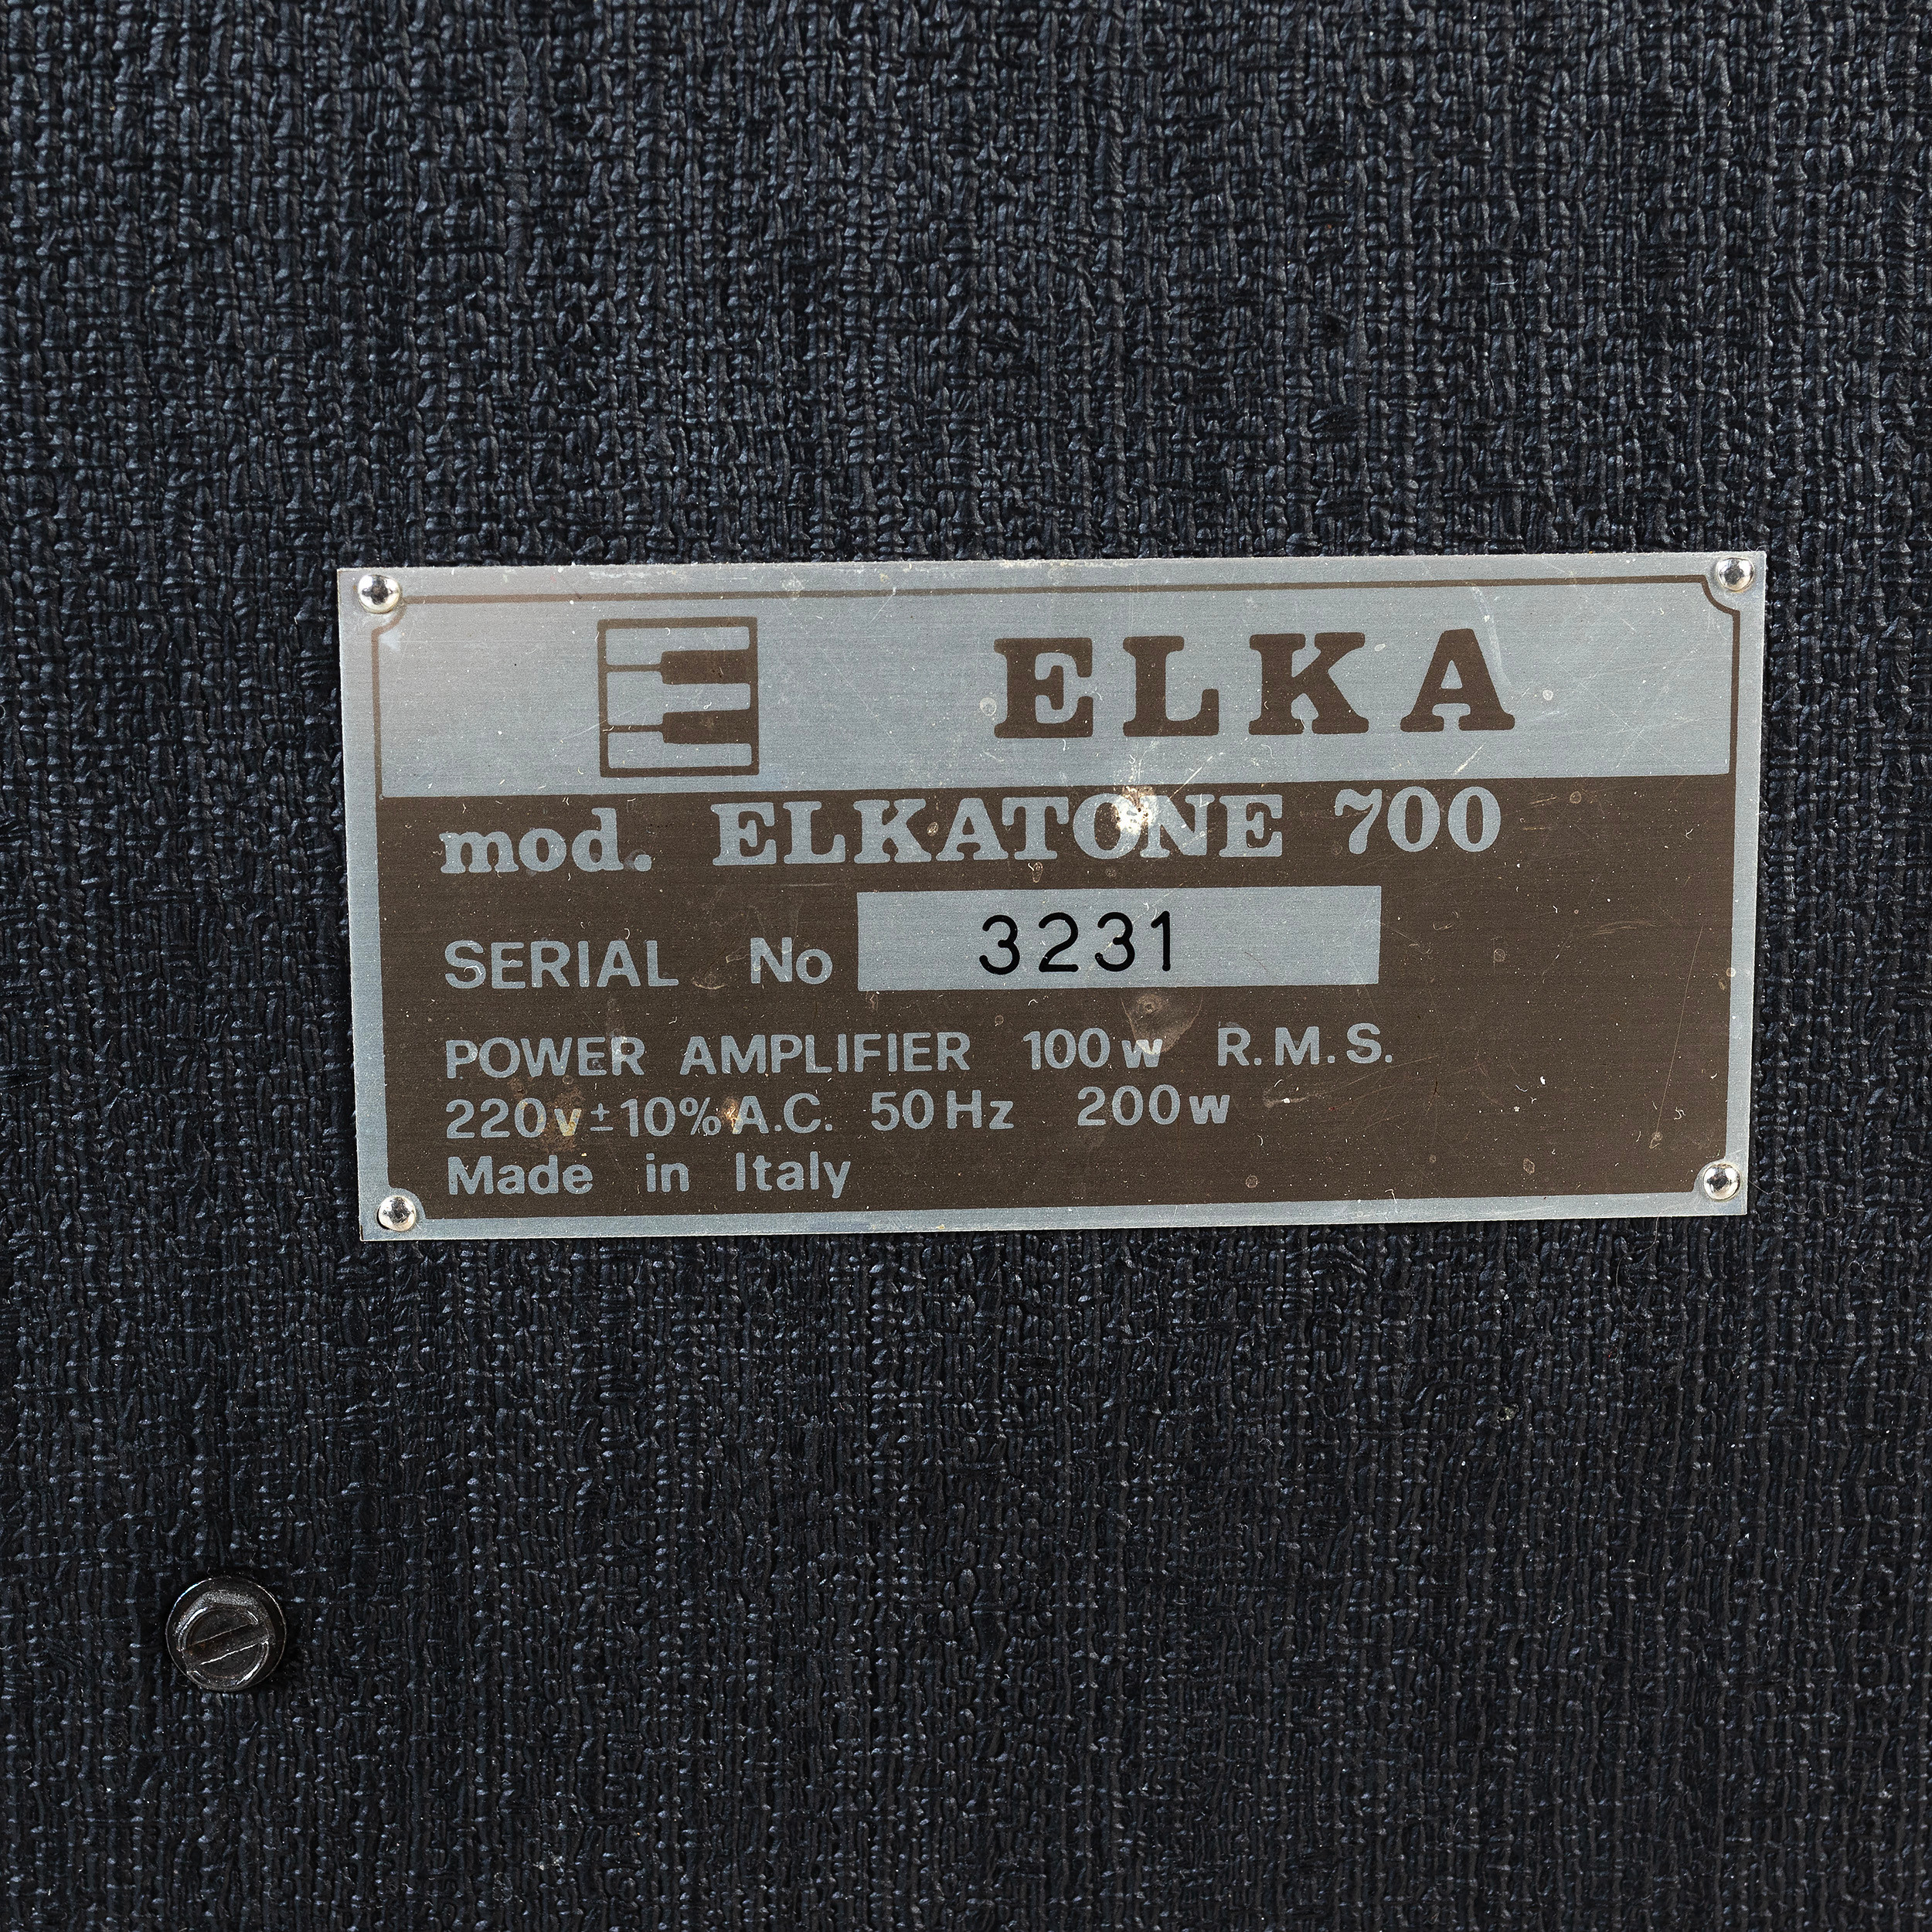 ELKA
mod. ELKATONE 700
SERIAL No 3231
POWER AMPLIFIER 100w R.M.S.
220v±10% A.C. 50Hz 200w
Made in Italy